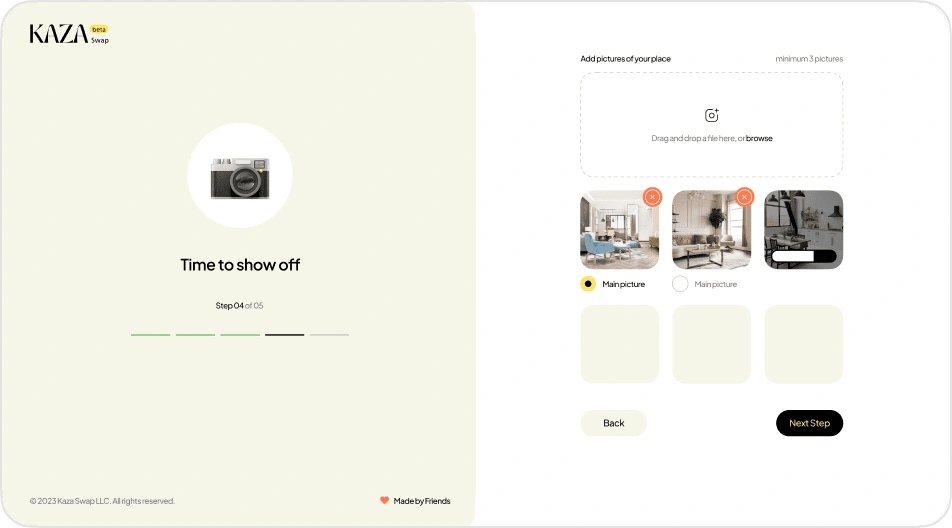 KAZA beta
Swap
Time to show off
Step 04 of 05
© 2023 Kaza Swap LLC. All rights reserved.
Made by Friends
Add pictures of your place
minimum 3 pictures
Drag and drop a file here, or browse
Main picture
Main picture
Back
Next Step